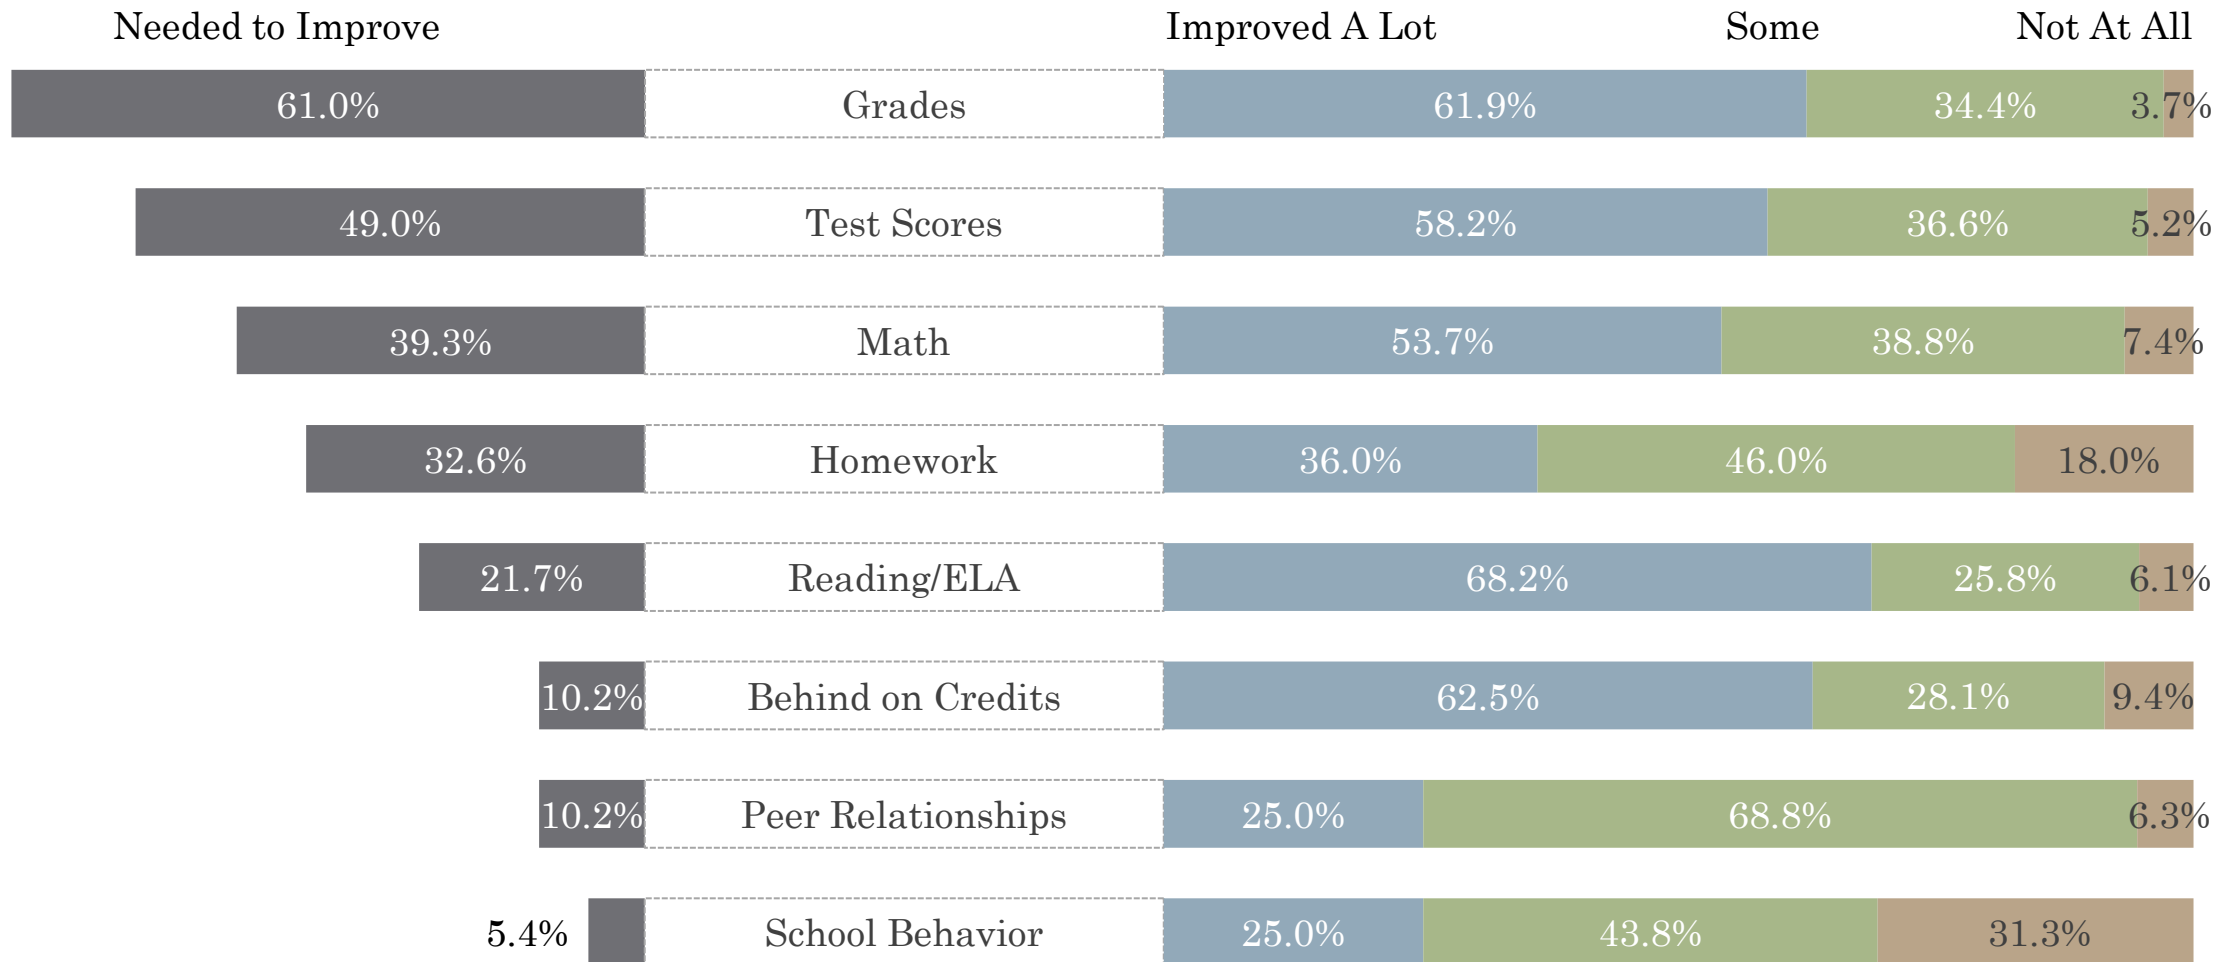 Needed to Improve Improved A Lot Some Not At All
61.0% Grades 61.9% 34.4% 3.7%
49.0% Test Scores 58.2% 36.6% 5.2%
39.3% Math 53.7% 38.8% 7.4%
32.6% Homework 36.0% 46.0% 18.0%
21.7% Reading/ELA 68.2% 25.8% 6.1%
10.2% Behind on Credits 62.5% 28.1% 9.4%
10.2% Peer Relationships 25.0% 68.8% 6.3%
5.4% School Behavior 25.0% 43.8% 31.3%